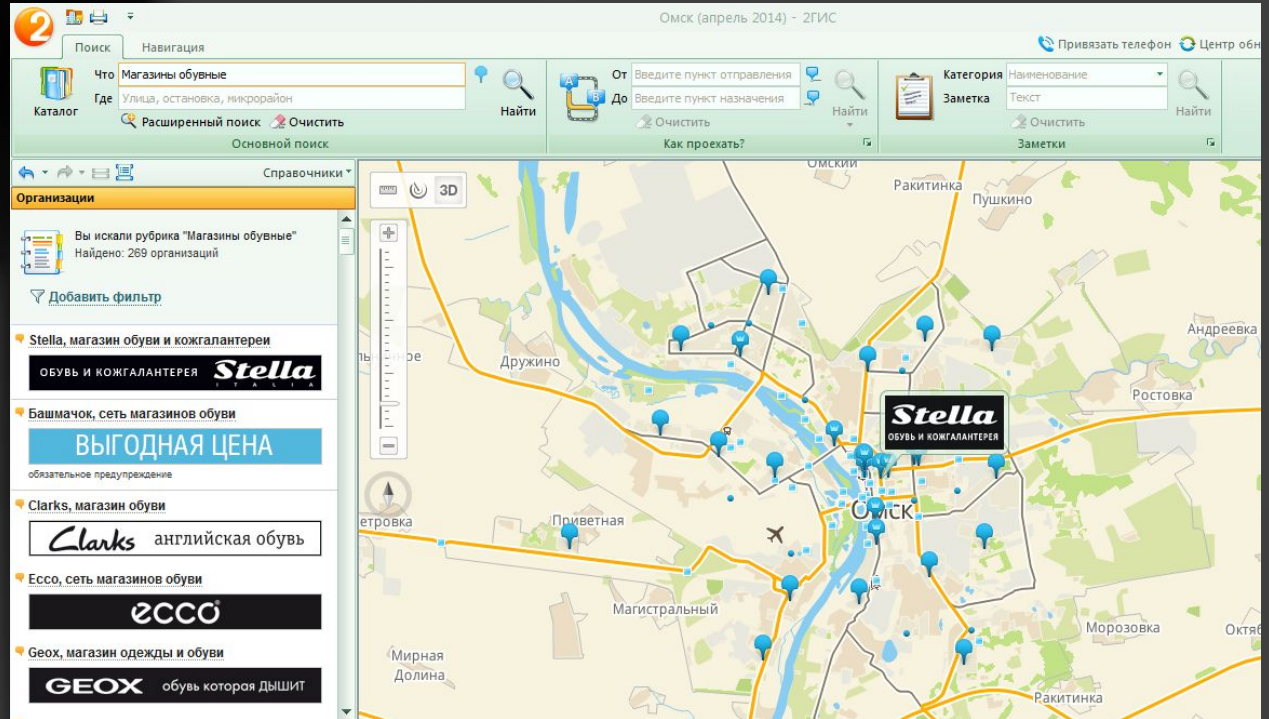 2
Омск (апрель 2014) - 2ГИС
Поиск
Навигация
Привязать телефон
Центр обн
Каталог
Что
Магазины обувные
Где
Улица, остановка, микрорайон
Расширенный поиск
Очистить
Найти
Основной поиск
A
B
От
Введите пункт отправления
До
Введите пункт назначения
Очистить
Найти
Как проехать?
Категория
Наименование
Заметка
Текст
Очистить
Найти
Заметки
Справочники
Организации
Вы искали рубрика "Магазины обувные"
Найдено: 269 организаций
Добавить фильтр
Stella, магазин обуви и кожгалантереи
ОБУВЬ И КОЖГАЛАНТЕРЕЯ Stella
ITALIA
Башмачок, сеть магазинов обуви
ВЫГОДНАЯ ЦЕНА
обязательное предупреждение
Clarks, магазин обуви
Clarks английская обувь
Ecco, сеть магазинов обуви
ecco
Geox, магазин одежды и обуви
GEOX обувь которая ДЫШИТ
3D
Омский
Ракитинка
Пушкино
Андреевка
Дружино
Ростовка
Stella
ОБУВЬ И КОЖГАЛАНТЕРЕЯ
Омск
етровка
Приветная
Магистральный
Морозовка
Октяб
Мирная
Долина
Ракитинка